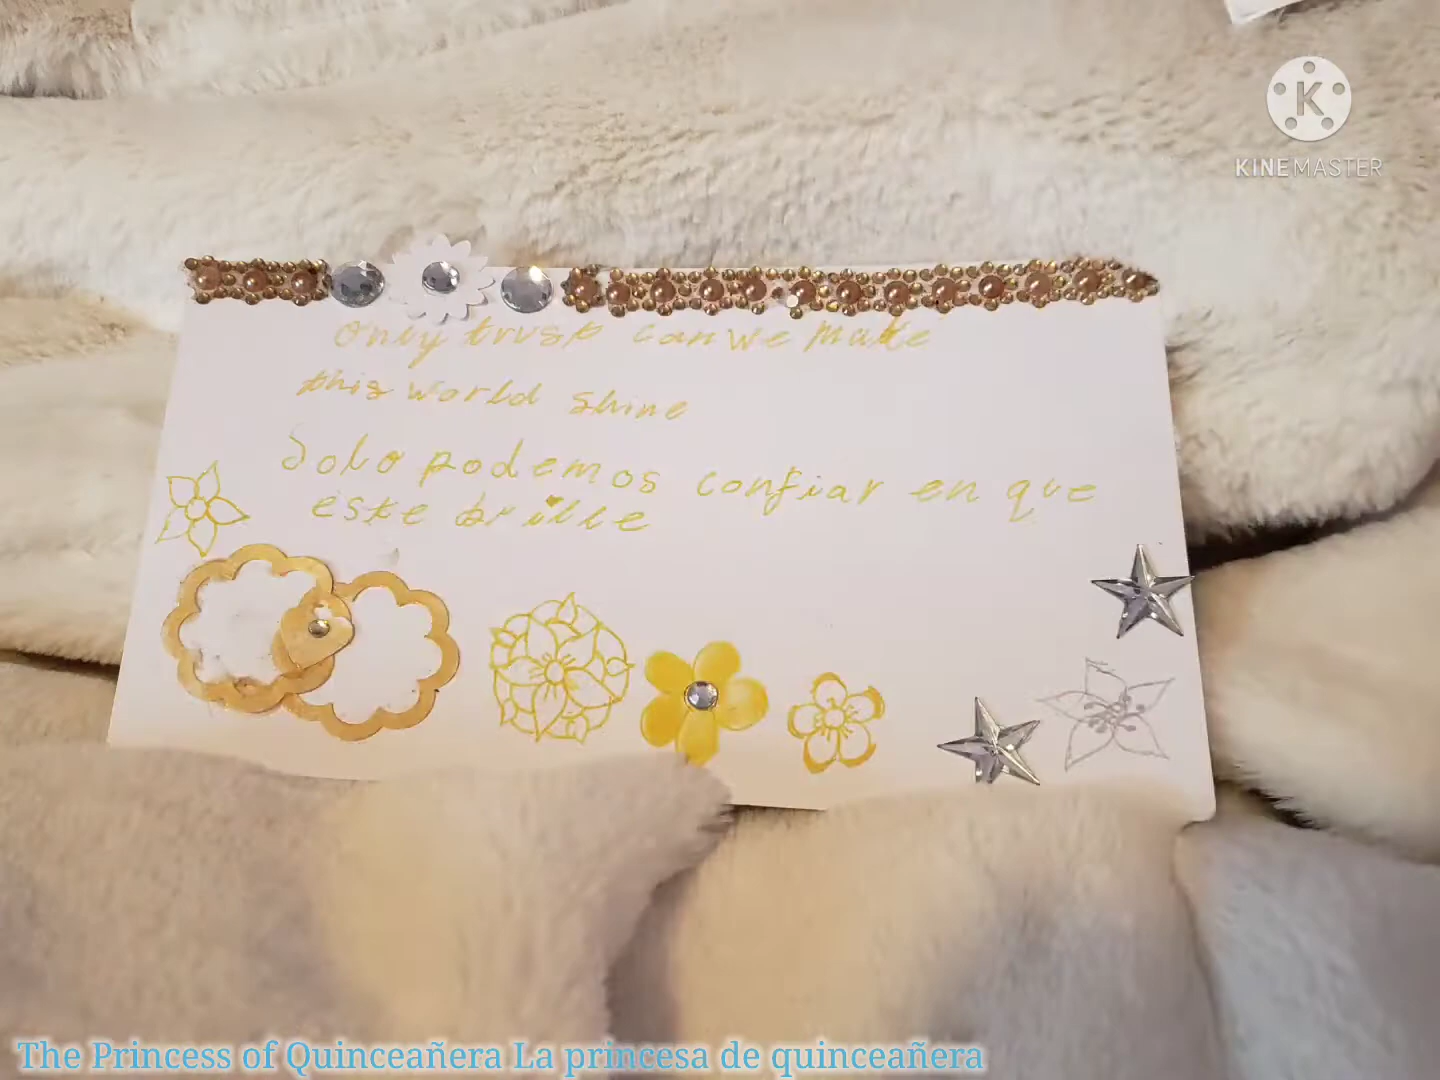 KINEMASTER
Only trust can we make
this world shine
Solo podemos confiar en que
este brille
The Princess of Quinceañera La princesa de quinceañera